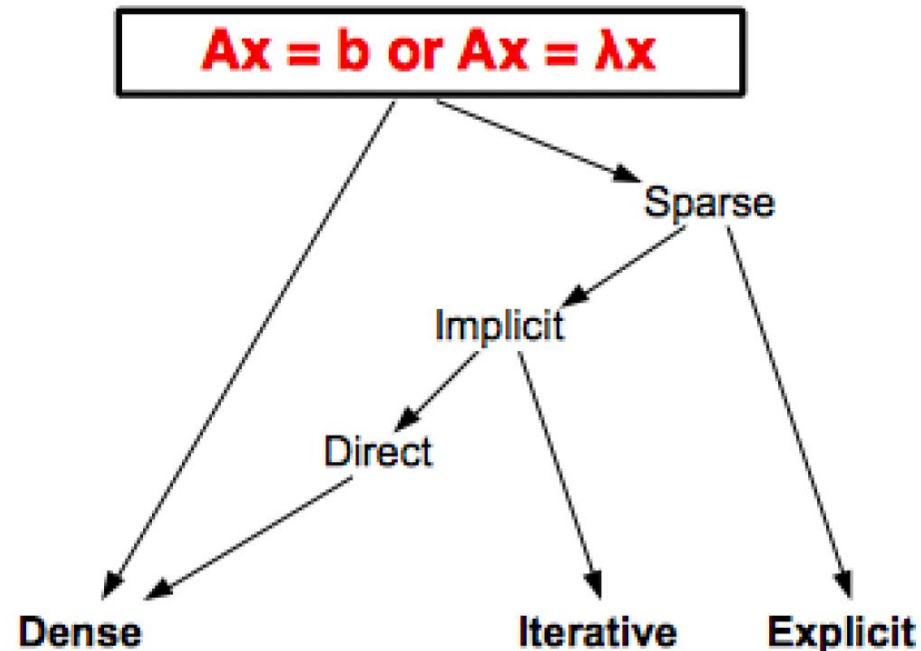 Ax = b or Ax = λx
Sparse
Implicit
Direct
Dense
Iterative
Explicit